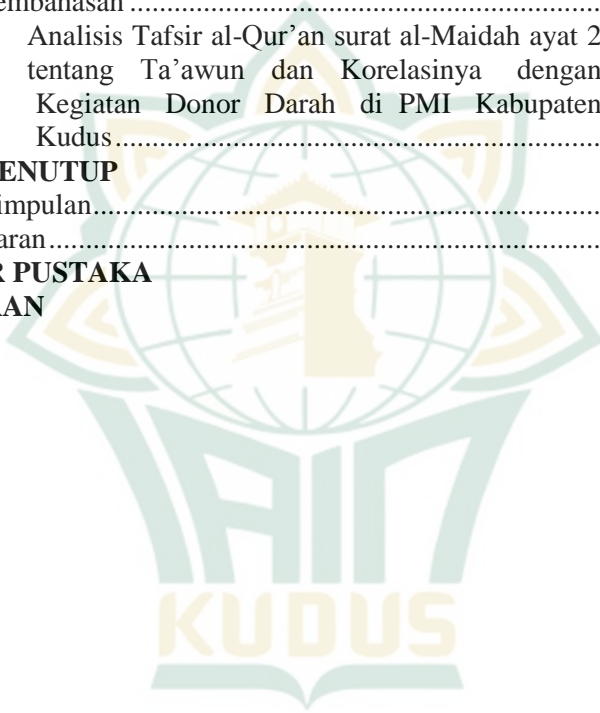 embahasan ........................................................................
Analisis Tafsir al-Qur’an surat al-Maidah ayat 2
tentang Ta’awun dan Korelasinya dengan
Kegiatan Donor Darah di PMI Kabupaten
Kudus........................................................................
ENUTUP
impulan........................................................................
aran........................................................................
R PUSTAKA
AN
IAIN
KUDUS